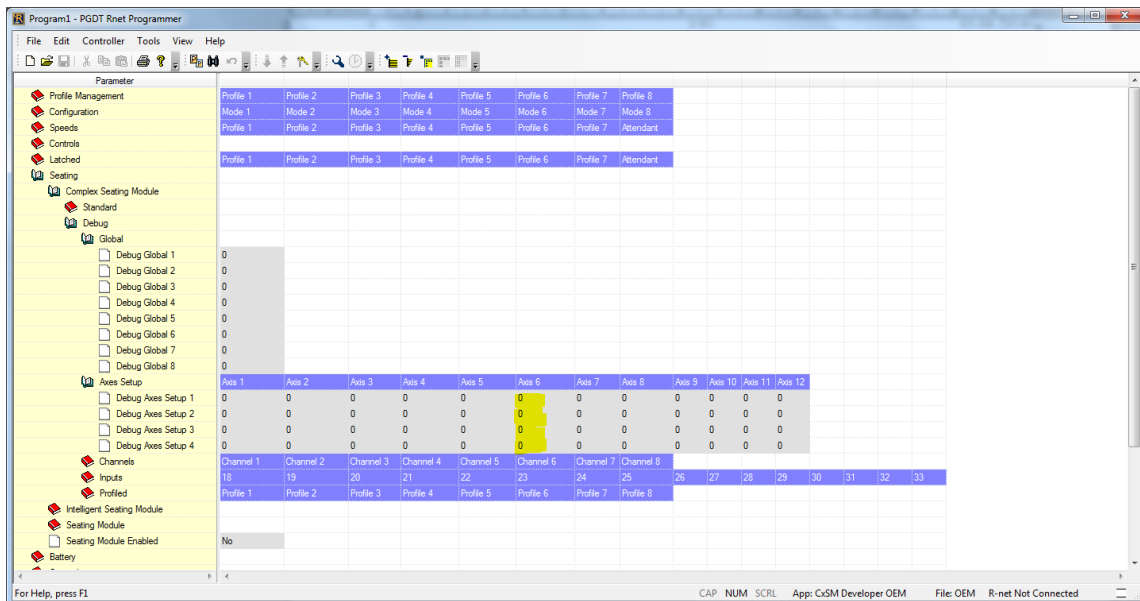 Program1 - PGDT Rnet Programmer
File Edit Controller Tools View Help
Parameter
Profile Management Profile 1 Profile 2 Profile 3 Profile 4 Profile 5 Profile 6 Profile 7 Profile 8
Configuration Mode 1 Mode 2 Mode 3 Mode 4 Mode 5 Mode 6 Mode 7 Mode 8
Speeds Profile 1 Profile 2 Profile 3 Profile 4 Profile 5 Profile 6 Profile 7 Attendant
Controls
Latched Profile 1 Profile 2 Profile 3 Profile 4 Profile 5 Profile 6 Profile 7 Attendant
Seating
Complex Seating Module
Standard
Debug
Global
Debug Global 1 0
Debug Global 2 0
Debug Global 3 0
Debug Global 4 0
Debug Global 5 0
Debug Global 6 0
Debug Global 7 0
Debug Global 8 0
Axes Setup Axis 1 Axis 2 Axis 3 Axis 4 Axis 5 Axis 6 Axis 7 Axis 8 Axis 9 Axis 10 Axis 11 Axis 12
Debug Axes Setup 1 0 0 0 0 0 0 0 0 0 0 0 0
Debug Axes Setup 2 0 0 0 0 0 0 0 0 0 0 0 0
Debug Axes Setup 3 0 0 0 0 0 0 0 0 0 0 0 0
Debug Axes Setup 4 0 0 0 0 0 0 0 0 0 0 0 0
Channels Channel 1 Channel 2 Channel 3 Channel 4 Channel 5 Channel 6 Channel 7 Channel 8
Inputs 18 19 20 21 22 23 24 25 26 27 28 29 30 31 32 33
Profiled Profile 1 Profile 2 Profile 3 Profile 4 Profile 5 Profile 6 Profile 7 Profile 8
Intelligent Seating Module
Seating Module
Seating Module Enabled No
Battery
For Help, press F1 CAP NUM SCRL App: CxSM Developer OEM File: OEM R-net Not Connected